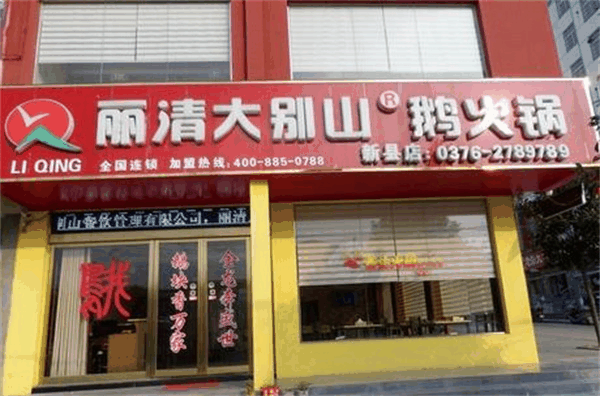 丽清大别山®鹅火锅
LI QING
全国连锁 加盟热线:400-885-0788
新县店:0376-2789789
山餐饮管理有限公司,丽清
鹅块香万家
金龙香盛世